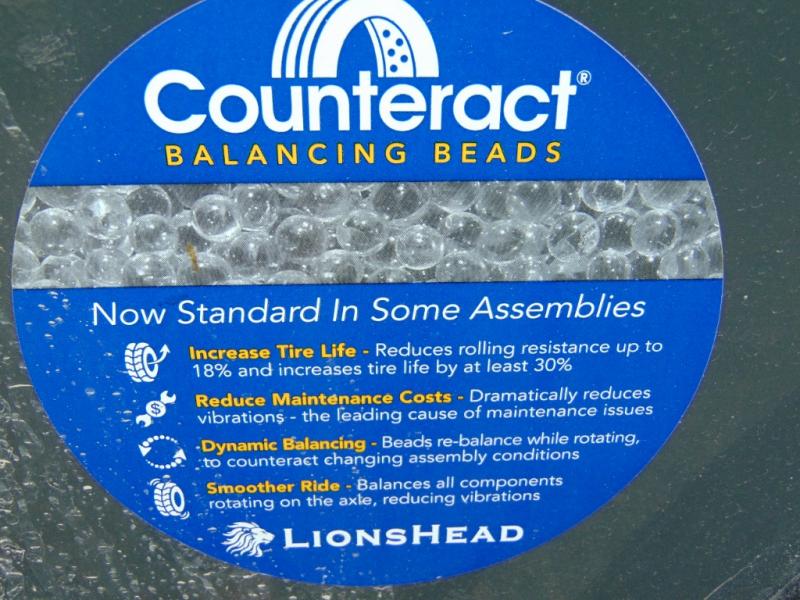 Counteract®
BALANCING BEADS
Now Standard In Some Assemblies
Increase Tire Life - Reduces rolling resistance up to
18% and increases tire life by at least 30%
$
Reduce Maintenance Costs - Dramatically reduces
vibrations - the leading cause of maintenance issues
Dynamic Balancing - Beads re-balance while rotating,
to counteract changing assembly conditions
Smoother Ride - Balances all components
rotating on the axle, reducing vibrations
LIONSHEAD